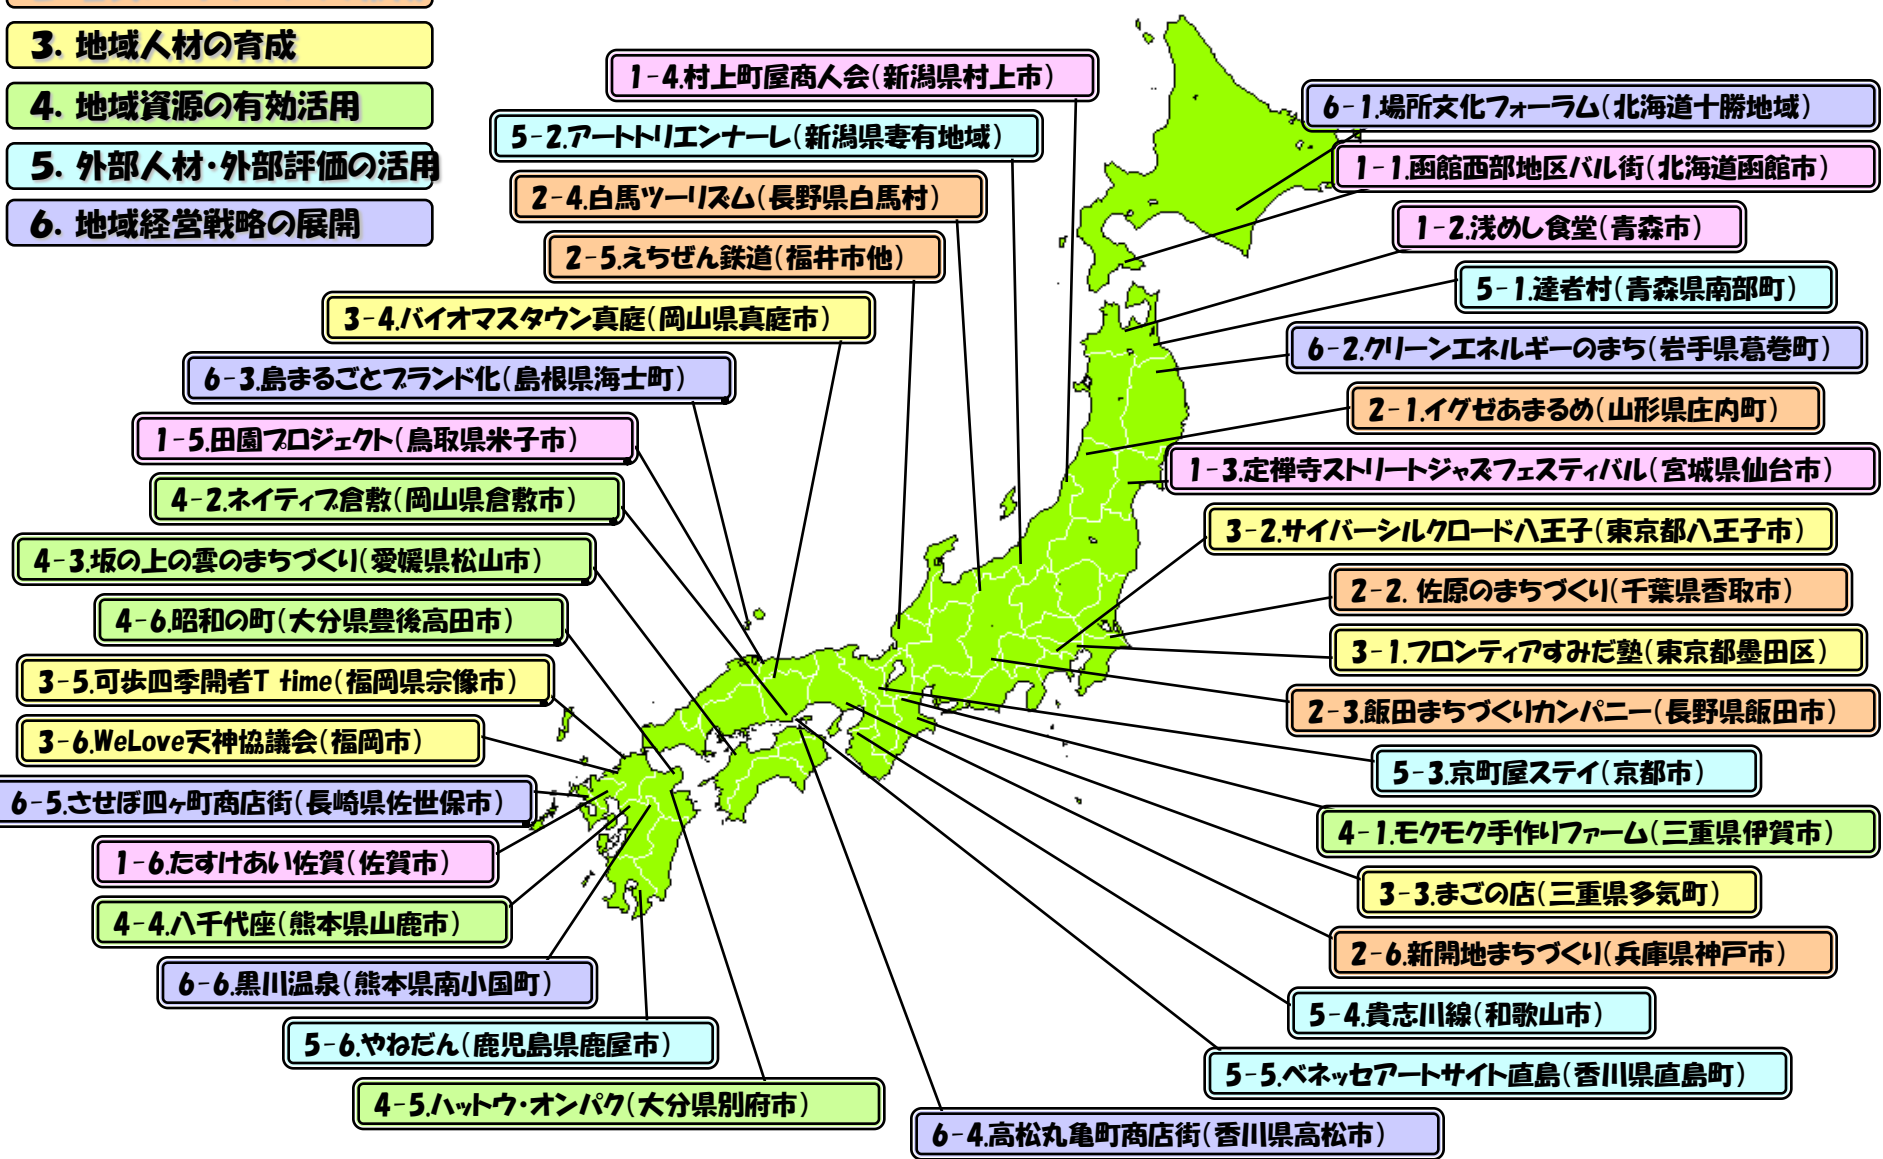 3. 地域人材の育成
4. 地域資源の有効活用
5. 外部人材・外部評価の活用
6. 地域経営戦略の展開
1-4.村上町屋商人会(新潟県村上市)
5-2.アートトリエンナーレ(新潟県妻有地域)
2-4.白馬ツーリズム(長野県白馬村)
2-5.えちぜん鉄道(福井市他)
3-4.バイオマスタウン真庭(岡山県真庭市)
6-3.島まるごとブランド化(島根県海士町)
1-5.田園プロジェクト(鳥取県米子市)
4-2.ネイティブ倉敷(岡山県倉敷市)
4-3.坂の上の雲のまちづくり(愛媛県松山市)
4-6.昭和の町(大分県豊後高田市)
3-5.可歩四季開者T time(福岡県宗像市)
3-6.WeLove天神協議会(福岡市)
6-5.させぼ四ヶ町商店街(長崎県佐世保市)
1-6.たすけあい佐賀(佐賀市)
4-4.八千代座(熊本県山鹿市)
6-6.黒川温泉(熊本県南小国町)
5-6.やねだん(鹿児島県鹿屋市)
4-5.ハットウ・オンパク(大分県別府市)
6-1.場所文化フォーラム(北海道十勝地域)
1-1.函館西部地区バル街(北海道函館市)
1-2.浅めし食堂(青森市)
5-1.達者村(青森県南部町)
6-2.クリーンエネルギーのまち(岩手県葛巻町)
2-1.イグゼあまるめ(山形県庄内町)
1-3.定禅寺ストリートジャズフェスティバル(宮城県仙台市)
3-2.サイバーシルクロード八王子(東京都八王子市)
2-2. 佐原のまちづくり(千葉県香取市)
3-1.フロンティアすみだ塾(東京都墨田区)
2-3.飯田まちづくりカンパニー(長野県飯田市)
5-3.京町屋ステイ(京都市)
4-1.モクモク手作りファーム(三重県伊賀市)
3-3.まごの店(三重県多気町)
2-6.新開地まちづくり(兵庫県神戸市)
5-4.貴志川線(和歌山市)
5-5.ベネッセアートサイト直島(香川県直島町)
6-4.高松丸亀町商店街(香川県高松市)